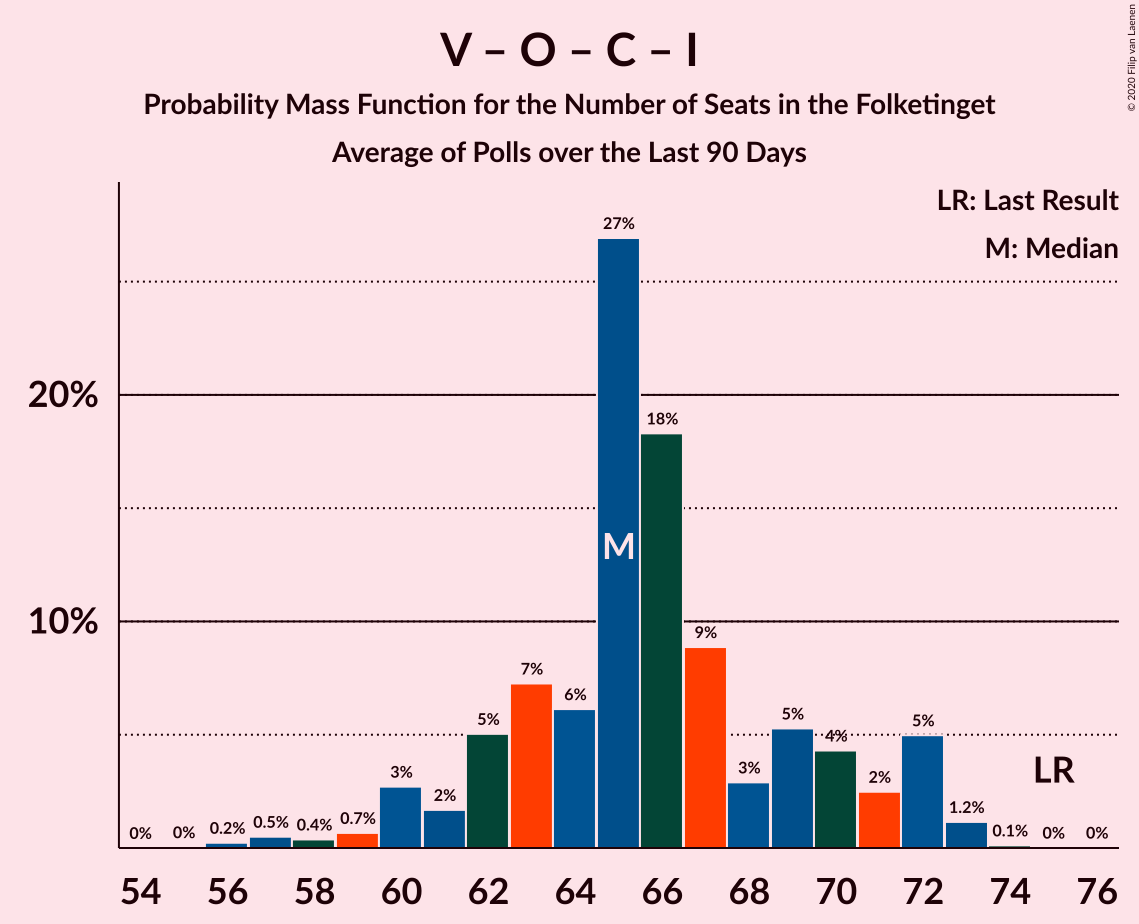 V – O – C – I
Probability Mass Function for the Number of Seats in the Folketinget
Average of Polls over the Last 90 Days
© 2020 Filip van Laenen
LR: Last Result
M: Median
20%
10%
0%
0%
0.2%
0.5%
0.4%
0.7%
3%
2%
5%
7%
6%
27%
18%
9%
3%
5%
4%
2%
5%
1.2%
0.1%
0%
0%
M
LR
54 56 58 60 62 64 66 68 70 72 74 76